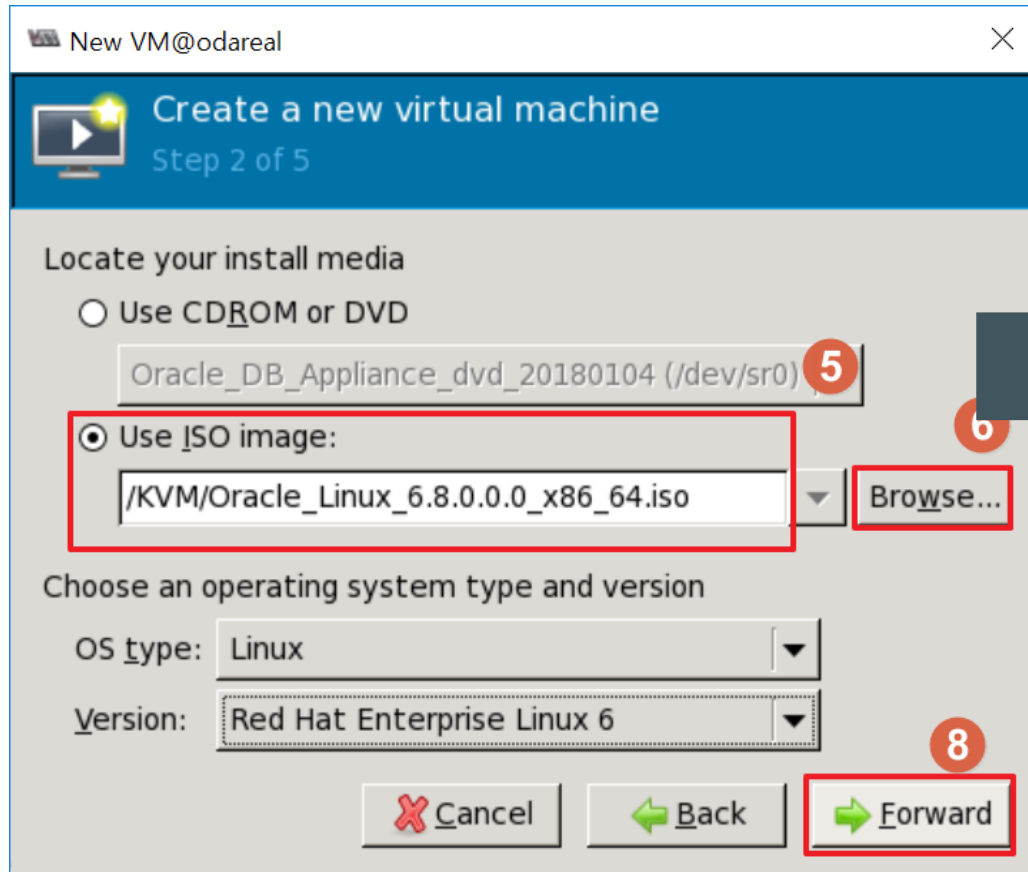 New VM@odareal
Create a new virtual machine
Step 2 of 5
Locate your install media
Use CDROM or DVD
Oracle_DB_Appliance_dvd_20180104 (/dev/sr0)
5
Use ISO image:
6
/KVM/Oracle_Linux_6.8.0.0.0_x86_64.iso
Browse...
Choose an operating system type and version
OS type: Linux
Version: Red Hat Enterprise Linux 6
8
Cancel Back Forward